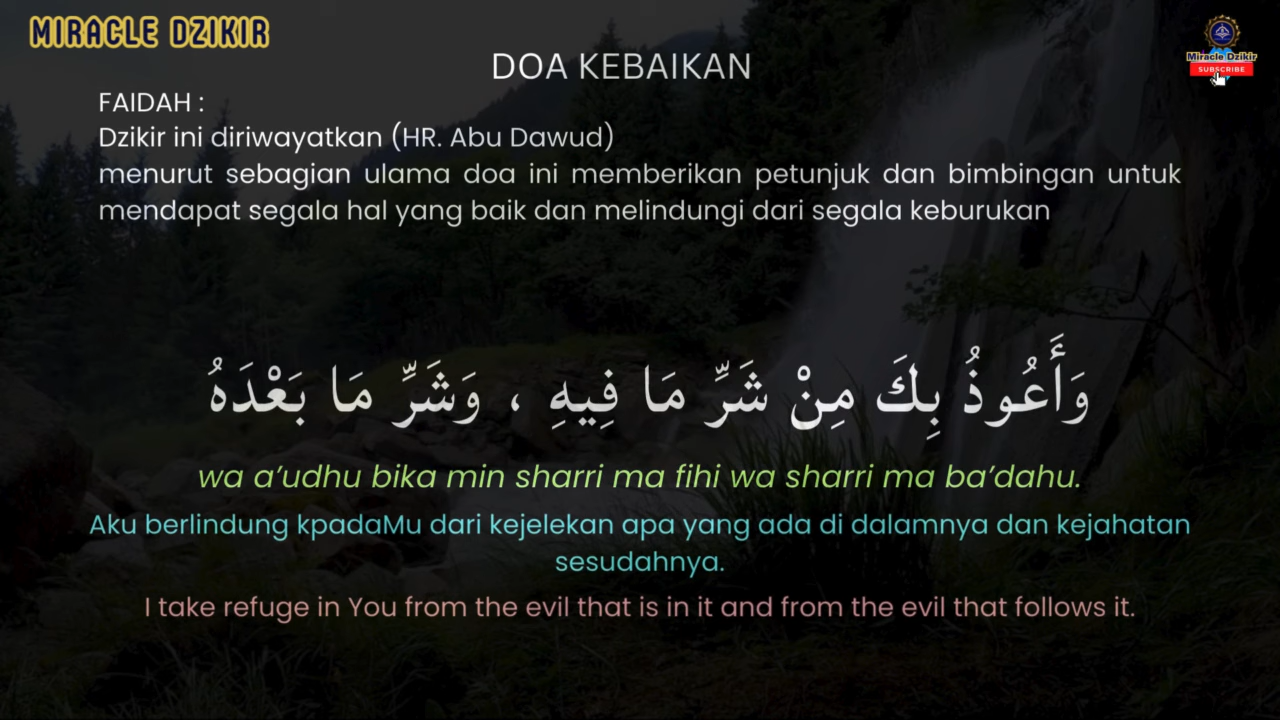 MIRACLE DZIKIR
Miracle Dzikir
SUBSCRIBE
DOA KEBAIKAN
FAIDAH :
Dzikir ini diriwayatkan (HR. Abu Dawud)
menurut sebagian ulama doa ini memberikan petunjuk dan bimbingan untuk
mendapat segala hal yang baik dan melindungi dari segala keburukan
وَأَعُوذُ بِكَ مِنْ شَرِّ مَا فِيهِ ، وَشَرِّ مَا بَعْدَهُ
wa a’udhu bika min sharri ma fihi wa sharri ma ba’dahu.
Aku berlindung kpadaMu dari kejelekan apa yang ada di dalamnya dan kejahatan
sesudahnya.
I take refuge in You from the evil that is in it and from the evil that follows it.